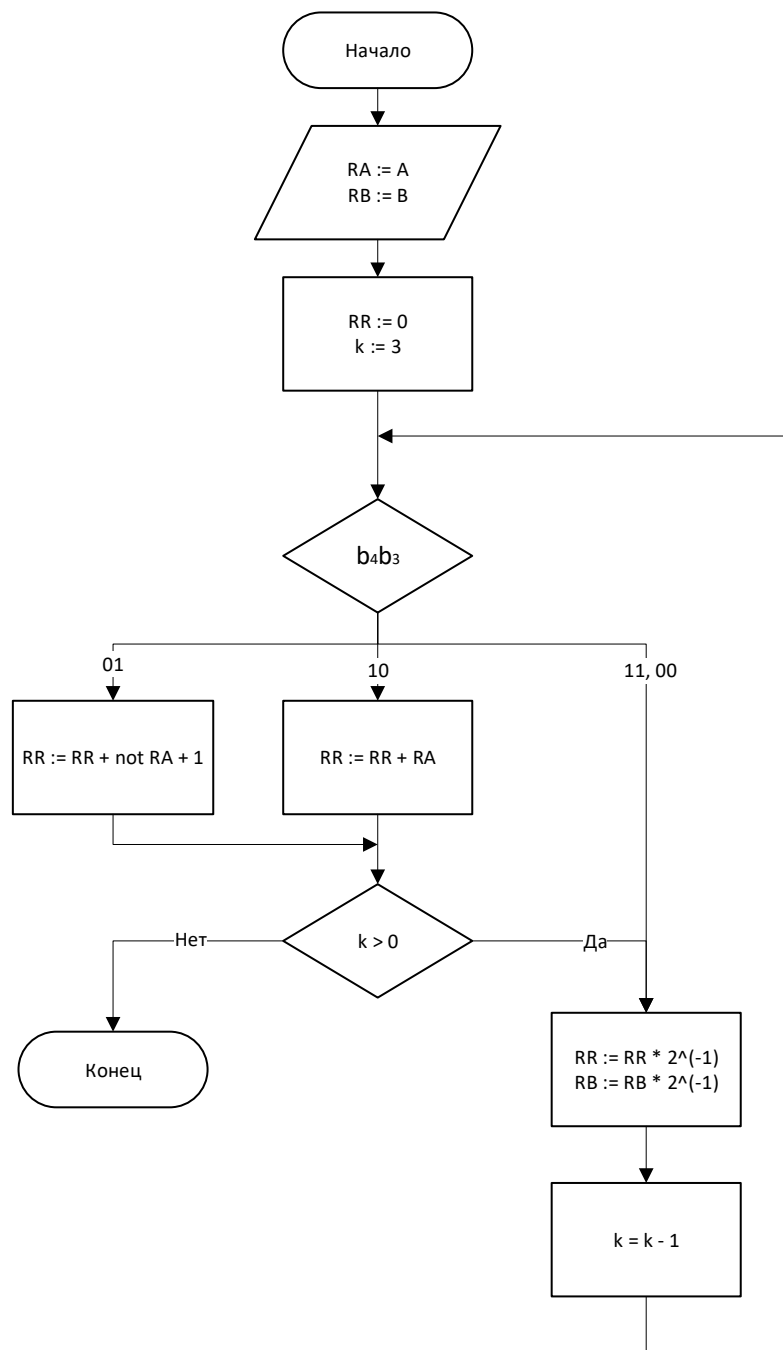 Начало
RA := A
RB := B
RR := 0
k := 3
b₄b₃
01
10
11, 00
RR := RR + not RA + 1
RR := RR + RA
Нет
k > 0
Да
Конец
RR := RR * 2^(-1)
RB := RB * 2^(-1)
k = k - 1